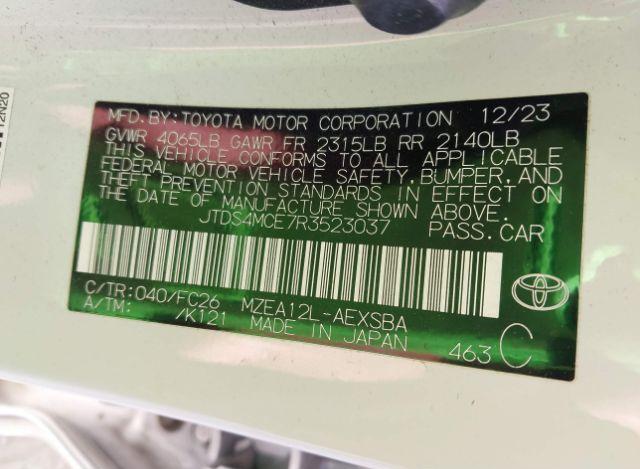 MFD.BY:TOYOTA MOTOR CORPORATION 12/23
GVWR 4065LB GAWR FR 2315LB RR 2140LB
THIS VEHICLE CONFORMS TO ALL APPLICABLE
FEDERAL MOTOR VEHICLE SAFETY,BUMPER,AND
THEFT PREVENTION STANDARDS IN EFFECT ON
THE DATE OF MANUFACTURE SHOWN ABOVE.
JTDS4MCE7R3523037 PASS.CAR
C/TR:040/FC26 MZEA12L-AEXSBA
A/TM: /K121 MADE IN JAPAN
463 C
12N20